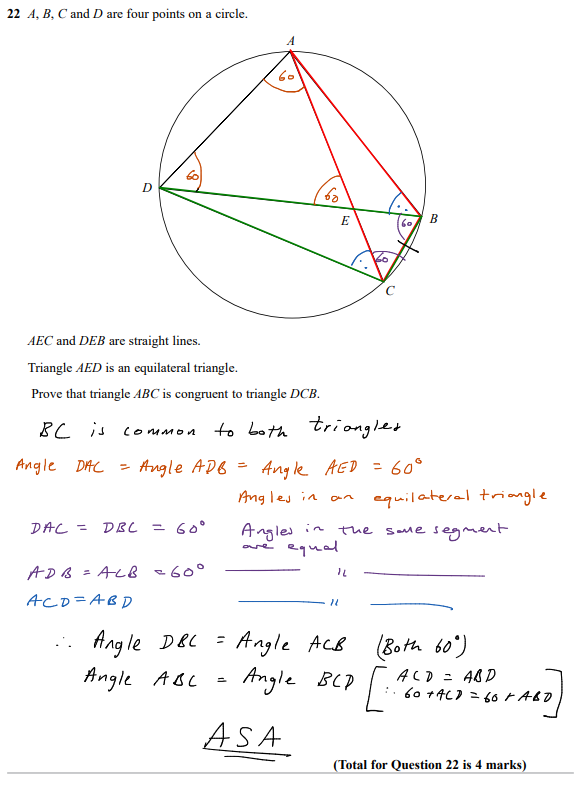 22 A, B, C and D are four points on a circle.
A
60
60
D
60
E
60
B
60
C
AEC and DEB are straight lines.
Triangle AED is an equilateral triangle.
Prove that triangle ABC is congruent to triangle DCB.
BC is common to both triangles
Angle DAC = Angle ADB = Angle AED = 60°
Angles in an equilateral triangle
DAC = DBC = 60° Angles in the same segment
are equal
ADB = ACB = 60° —— " ——
ACD = ABD —— " ——
∴ Angle DBC = Angle ACB (Both 60°)
Angle ABC = Angle BCD [ ACD = ABD
∴ 60 + ACD = 60 + ABD ]
ASA
(Total for Question 22 is 4 marks)